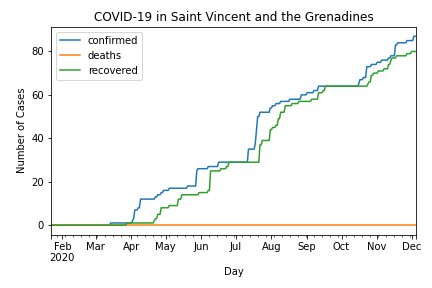 COVID-19 in Saint Vincent and the Grenadines
confirmed
deaths
recovered
Number of Cases
80
60
40
20
0
Feb Mar Apr May Jun Jul Aug Sep Oct Nov Dec
2020
Day